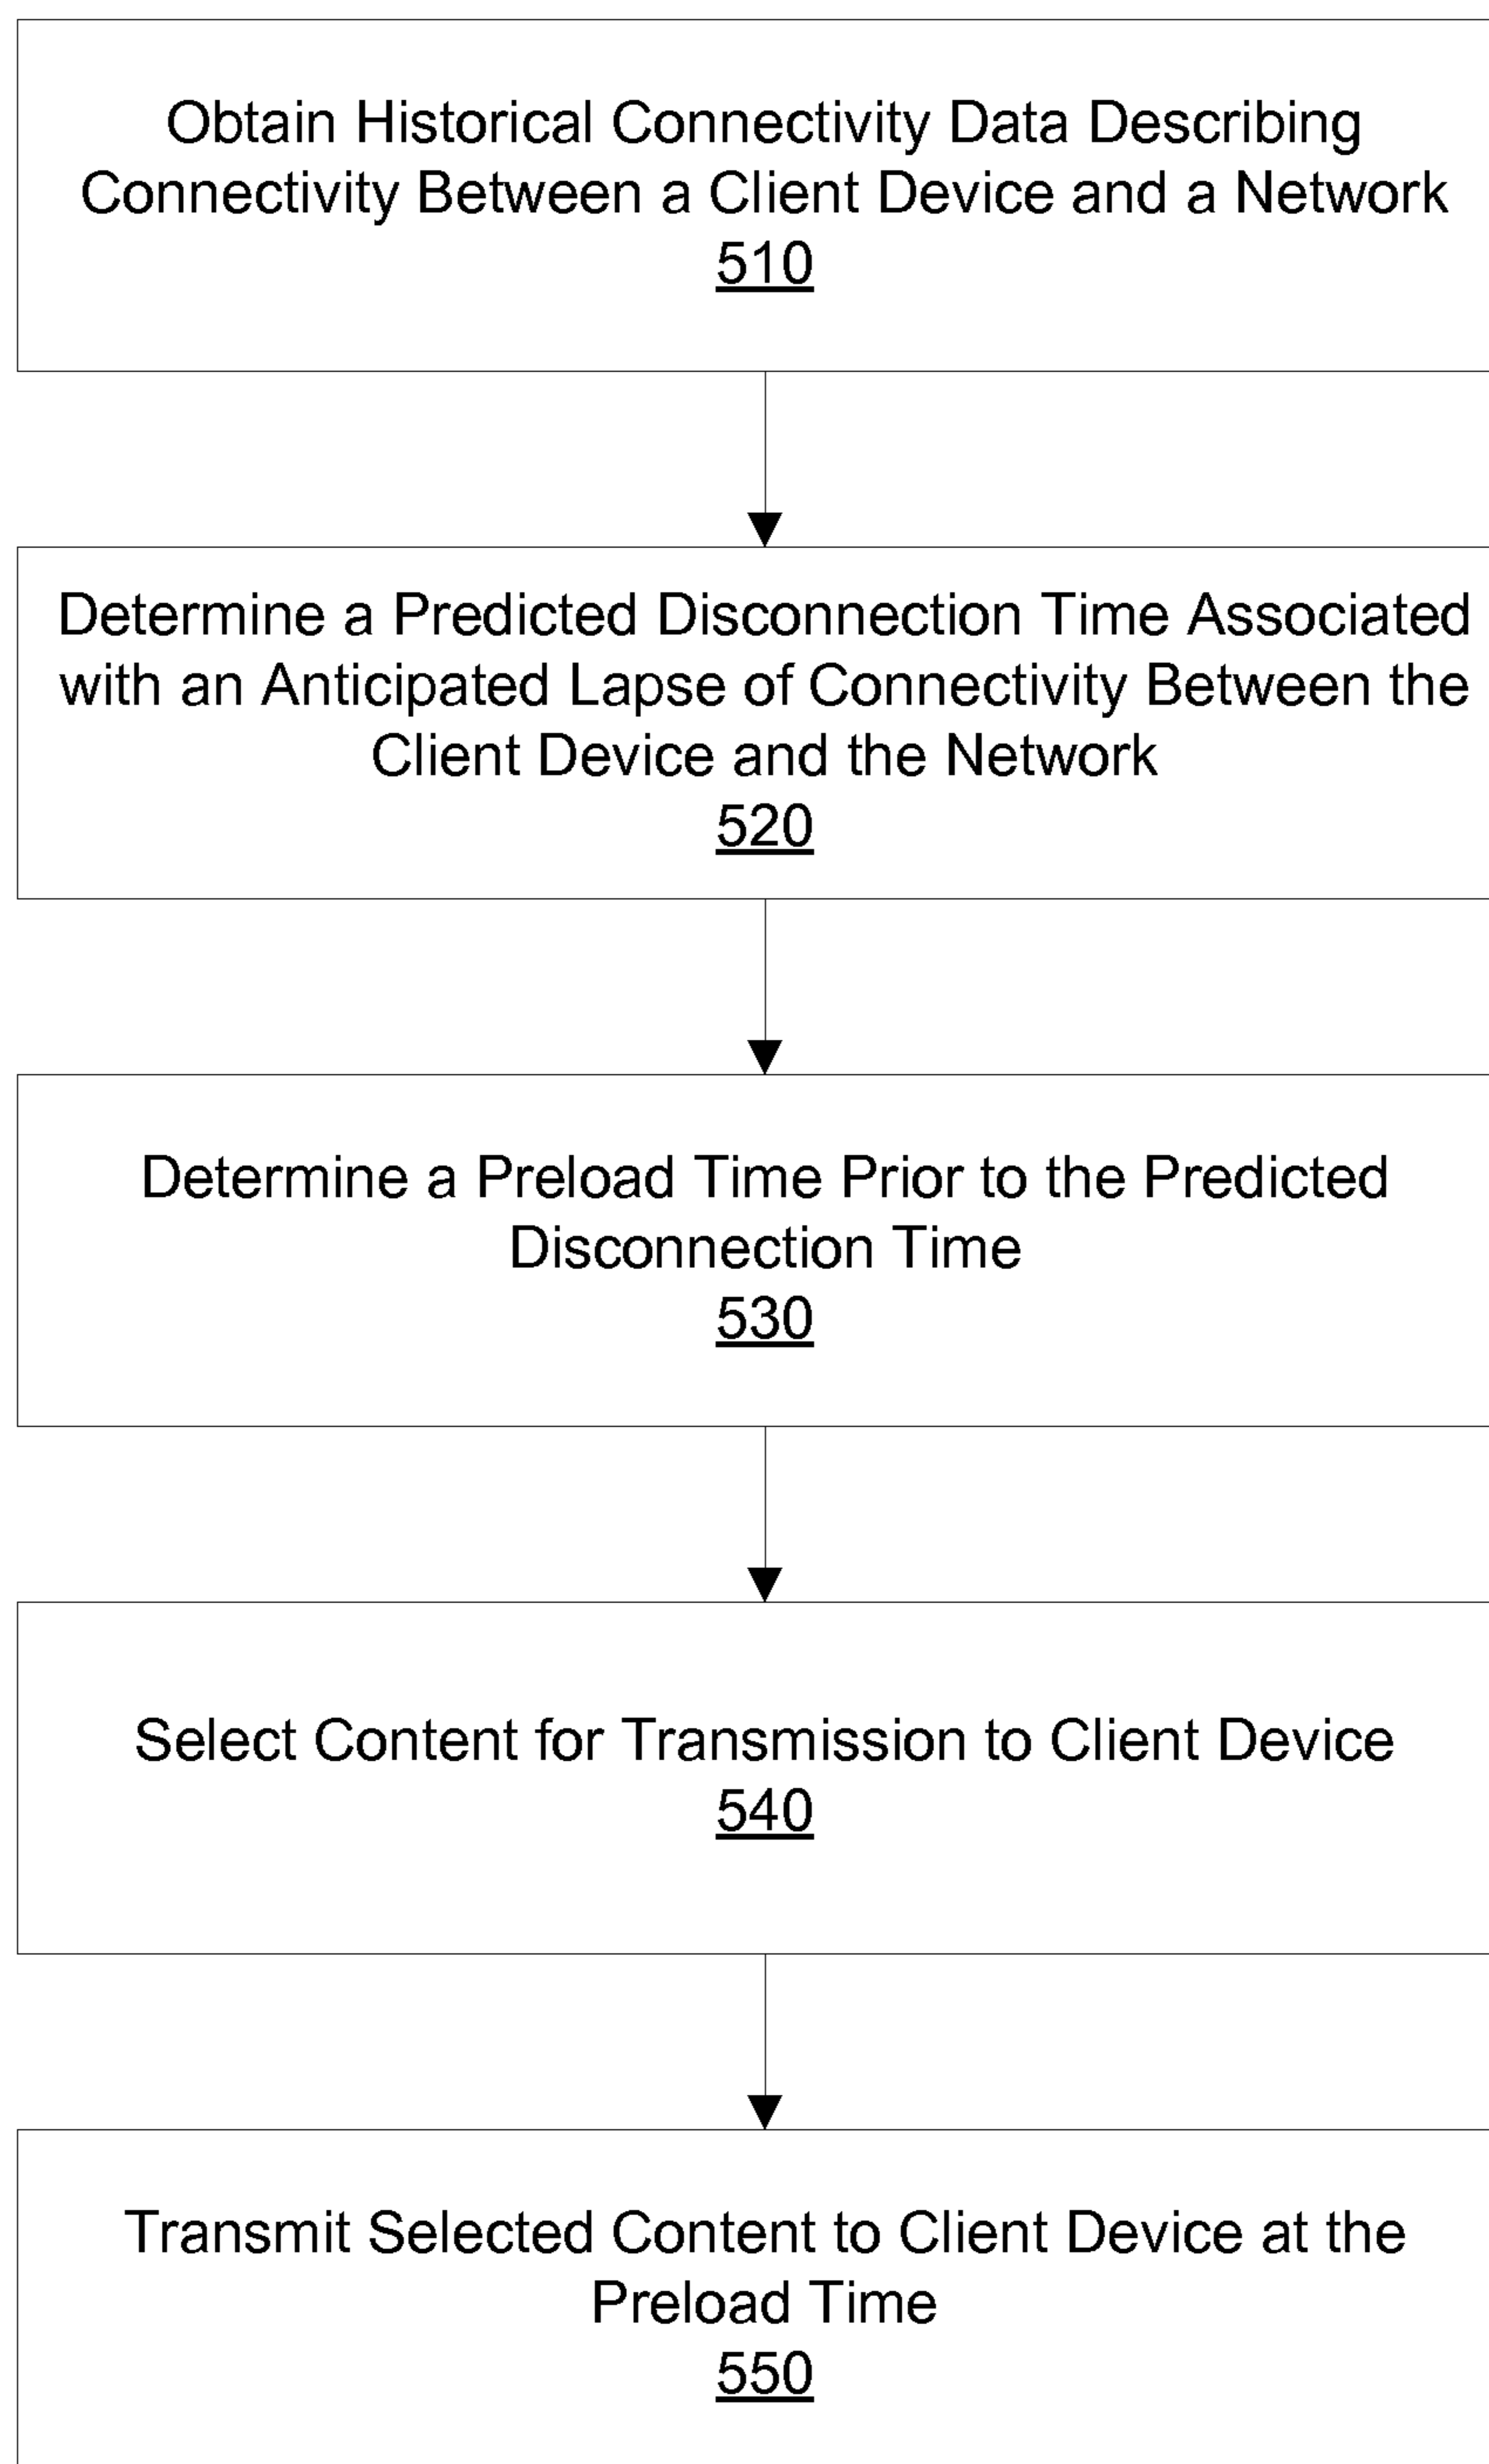 Obtain Historical Connectivity Data Describing
Connectivity Between a Client Device and a Network
510
Determine a Predicted Disconnection Time Associated
with an Anticipated Lapse of Connectivity Between the
Client Device and the Network
520
Determine a Preload Time Prior to the Predicted
Disconnection Time
530
Select Content for Transmission to Client Device
540
Transmit Selected Content to Client Device at the
Preload Time
550